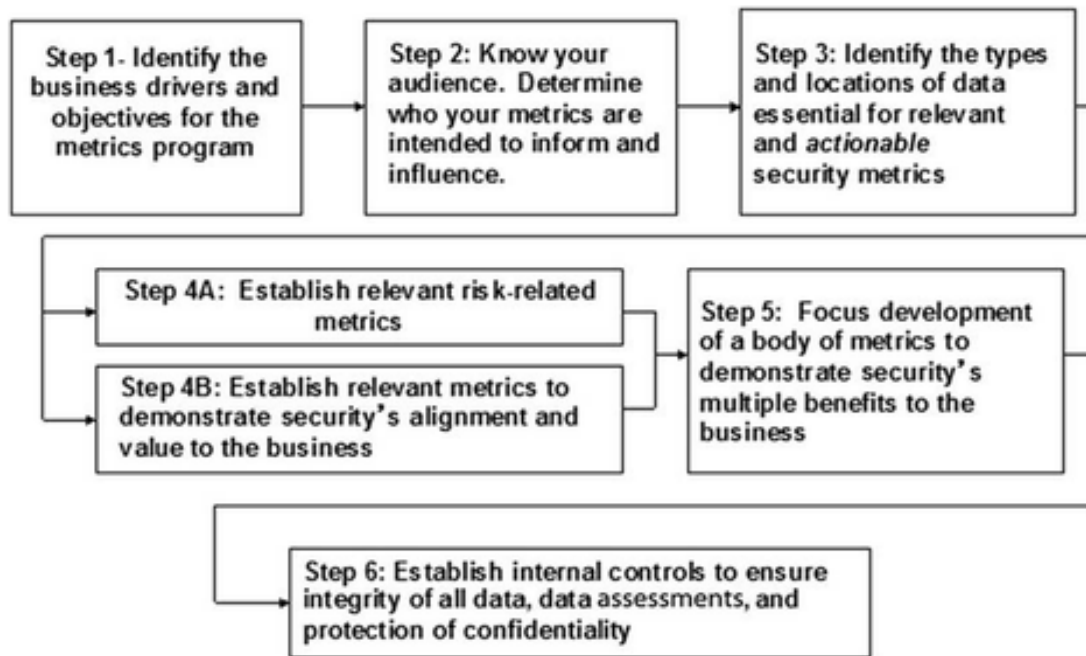 Step 1- Identify the
business drivers and
objectives for the
metrics program
Step 2: Know your
audience. Determine
who your metrics are
intended to inform and
influence.
Step 3: Identify the types
and locations of data
essential for relevant
and actionable
security metrics
Step 4A: Establish relevant risk-related
metrics
Step 4B: Establish relevant metrics to
demonstrate security's alignment and
value to the business
Step 5: Focus development
of a body of metrics to
demonstrate security's
multiple benefits to the
business
Step 6: Establish internal controls to ensure
integrity of all data, data assessments, and
protection of confidentiality